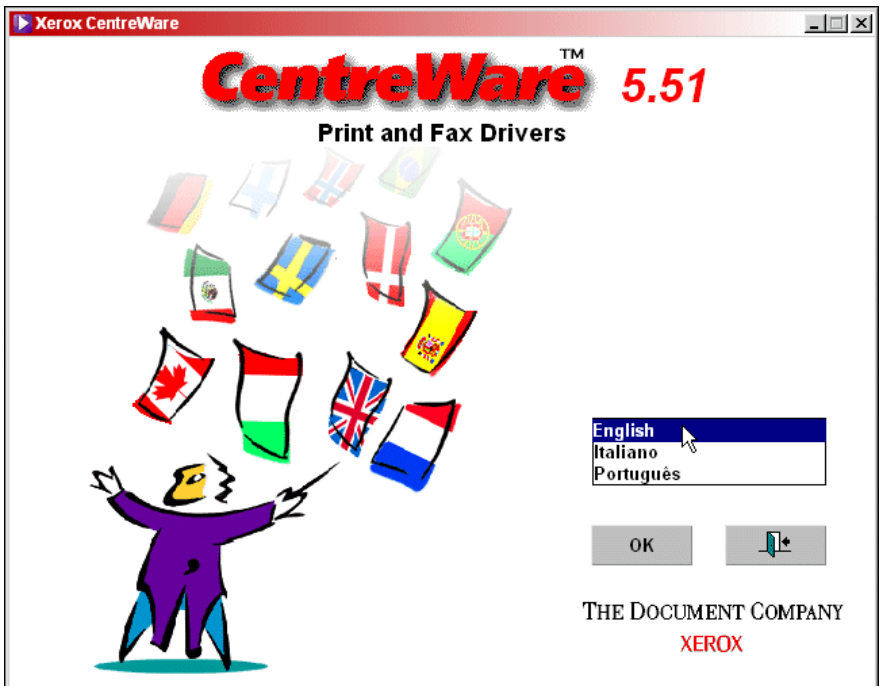 Xerox CentreWare
CentreWare™ 5.51
Print and Fax Drivers
English
Italiano
Português
OK
THE DOCUMENT COMPANY
XEROX